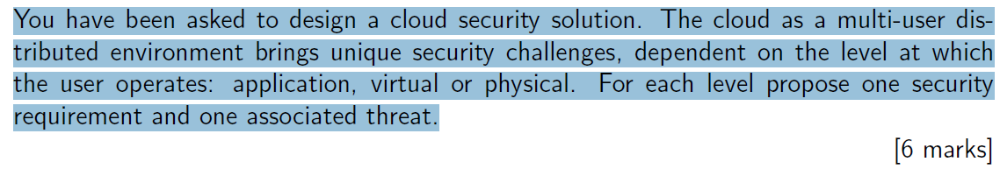 You have been asked to design a cloud security solution. The cloud as a multi-user dis-
tributed environment brings unique security challenges, dependent on the level at which
the user operates: application, virtual or physical. For each level propose one security
requirement and one associated threat.
[6 marks]